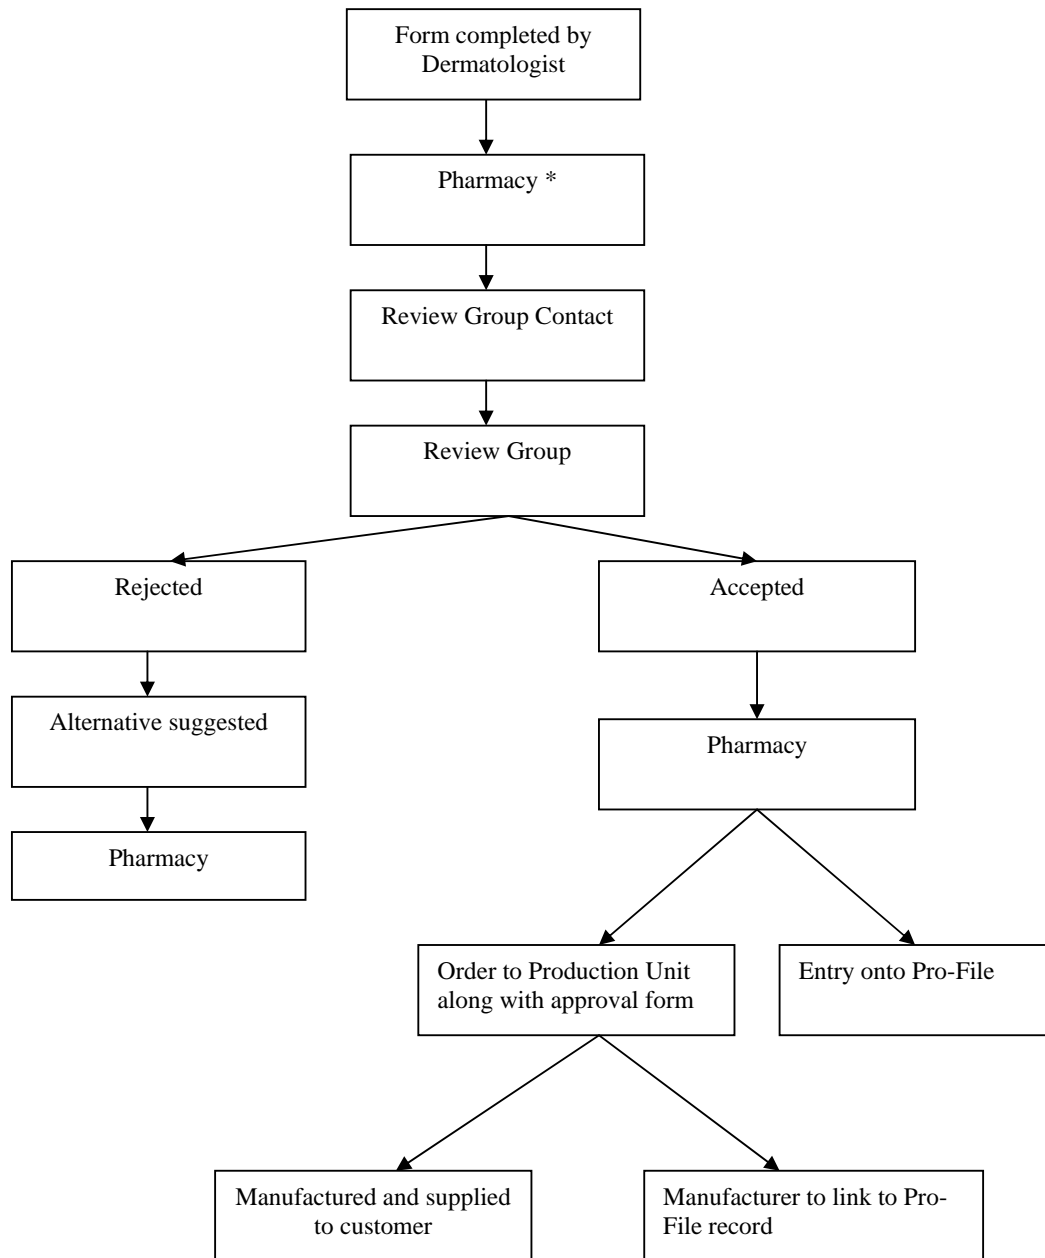 Form completed by
Dermatologist
Pharmacy *
Review Group Contact
Review Group
Rejected
Accepted
Alternative suggested
Pharmacy
Pharmacy
Order to Production Unit
along with approval form
Entry onto Pro-File
Manufactured and supplied
to customer
Manufacturer to link to Pro-
File record